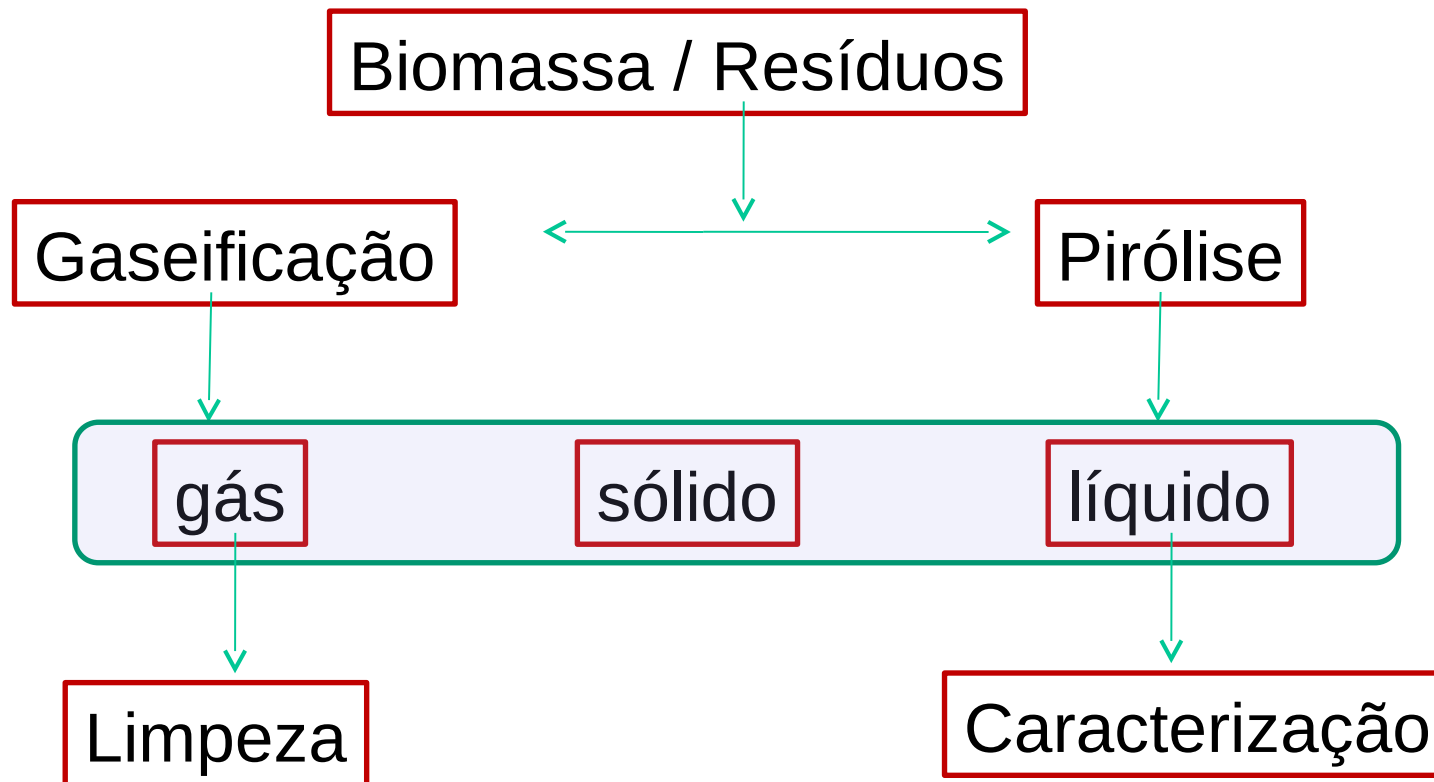 Biomassa / Resíduos
Gaseificação
Pirólise
gás
sólido
líquido
Limpeza
Caracterização